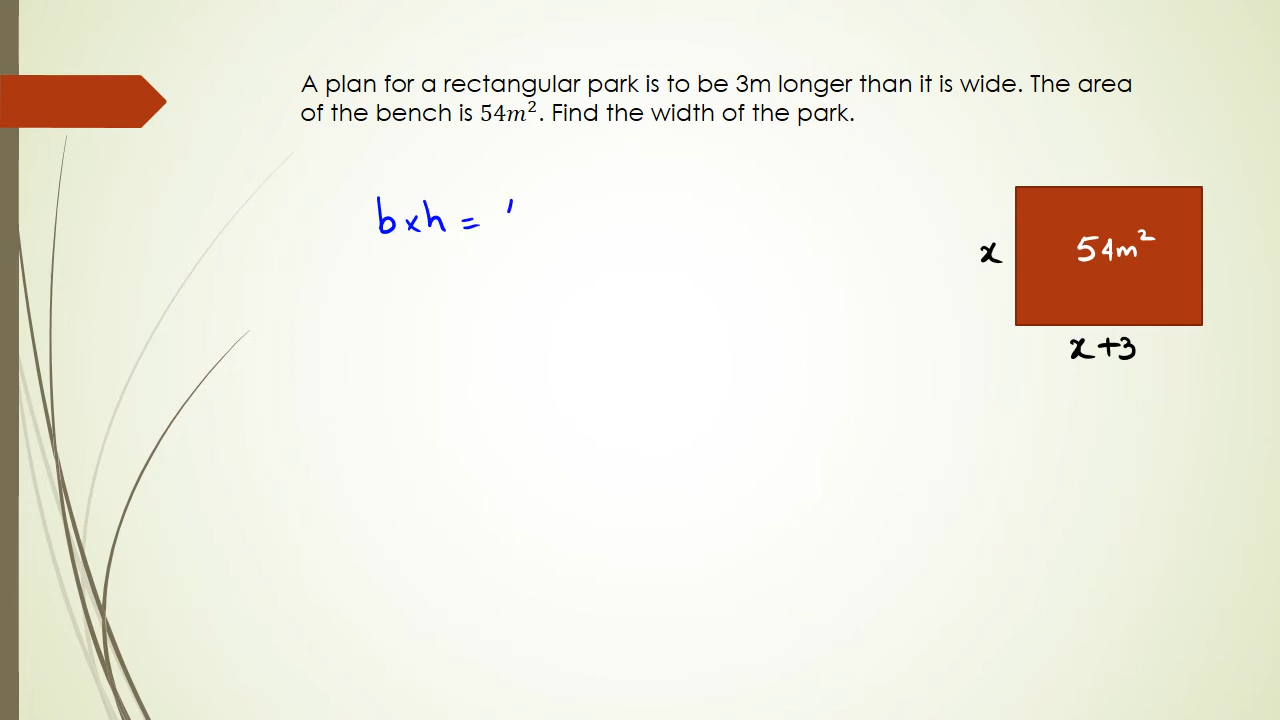 A plan for a rectangular park is to be 3m longer than it is wide. The area
of the bench is 54m². Find the width of the park.
b×h =
x
54m²
x+3